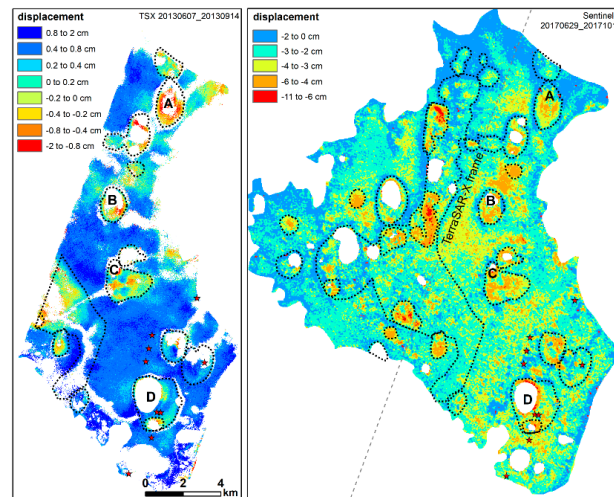 displacement
TSX 20130607_20130914
0.8 to 2 cm
0.4 to 0.8 cm
0.2 to 0.4 cm
0 to 0.2 cm
-0.2 to 0 cm
-0.4 to -0.2 cm
-0.8 to -0.4 cm
-2 to -0.8 cm
A
B
C
D
0 2 4
km
displacement
Sentinel
20170629_201710
-2 to 0 cm
-3 to -2 cm
-4 to -3 cm
-6 to -4 cm
-11 to -6 cm
A
B
TerraSAR-X frame
C
D